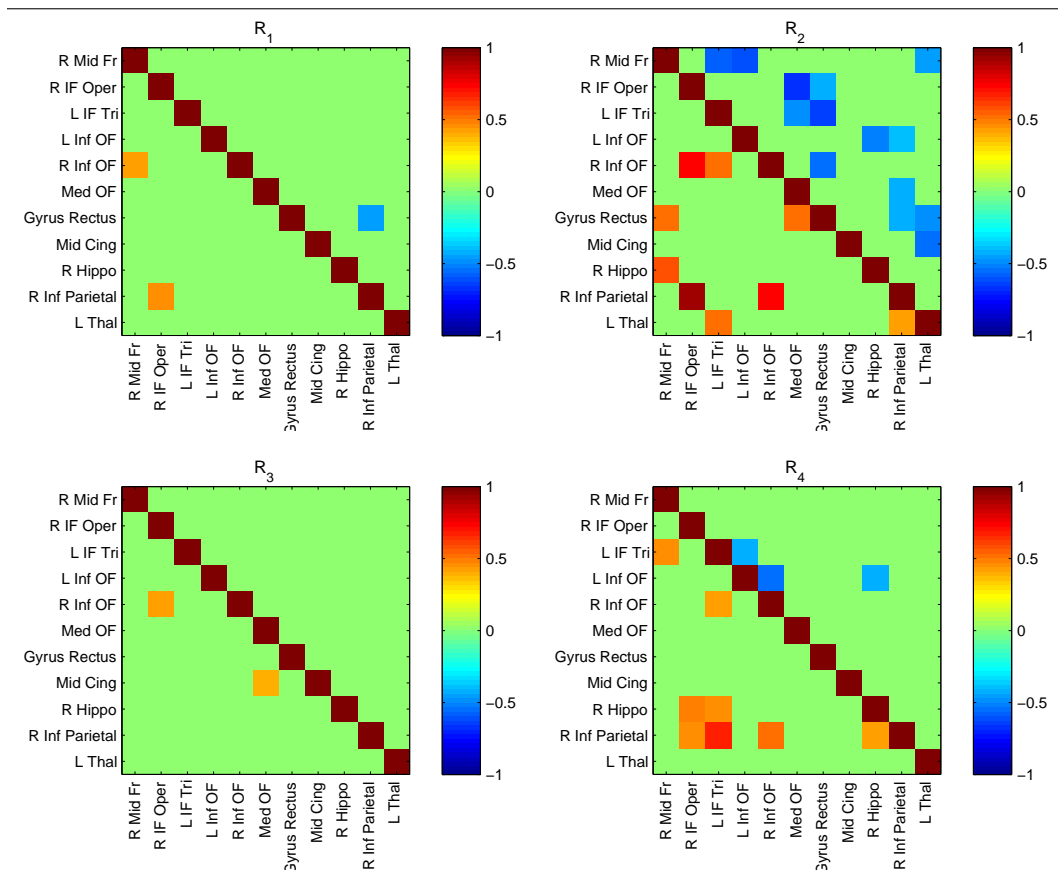 R1
R Mid Fr
R IF Oper
L IF Tri
L Inf OF
R Inf OF
Med OF
Gyrus Rectus
Mid Cing
R Hippo
R Inf Parietal
L Thal
R Mid Fr
R IF Oper
L IF Tri
L Inf OF
R Inf OF
Med OF
Gyrus Rectus
Mid Cing
R Hippo
R Inf Parietal
L Thal
1
0.5
0
−0.5
−1
R2
R Mid Fr
R IF Oper
L IF Tri
L Inf OF
R Inf OF
Med OF
Gyrus Rectus
Mid Cing
R Hippo
R Inf Parietal
L Thal
R Mid Fr
R IF Oper
L IF Tri
L Inf OF
R Inf OF
Med OF
Gyrus Rectus
Mid Cing
R Hippo
R Inf Parietal
L Thal
1
0.5
0
−0.5
−1
R3
R Mid Fr
R IF Oper
L IF Tri
L Inf OF
R Inf OF
Med OF
Gyrus Rectus
Mid Cing
R Hippo
R Inf Parietal
L Thal
R Mid Fr
R IF Oper
L IF Tri
L Inf OF
R Inf OF
Med OF
Gyrus Rectus
Mid Cing
R Hippo
R Inf Parietal
L Thal
1
0.5
0
−0.5
−1
R4
R Mid Fr
R IF Oper
L IF Tri
L Inf OF
R Inf OF
Med OF
Gyrus Rectus
Mid Cing
R Hippo
R Inf Parietal
L Thal
R Mid Fr
R IF Oper
L IF Tri
L Inf OF
R Inf OF
Med OF
Gyrus Rectus
Mid Cing
R Hippo
R Inf Parietal
L Thal
1
0.5
0
−0.5
−1